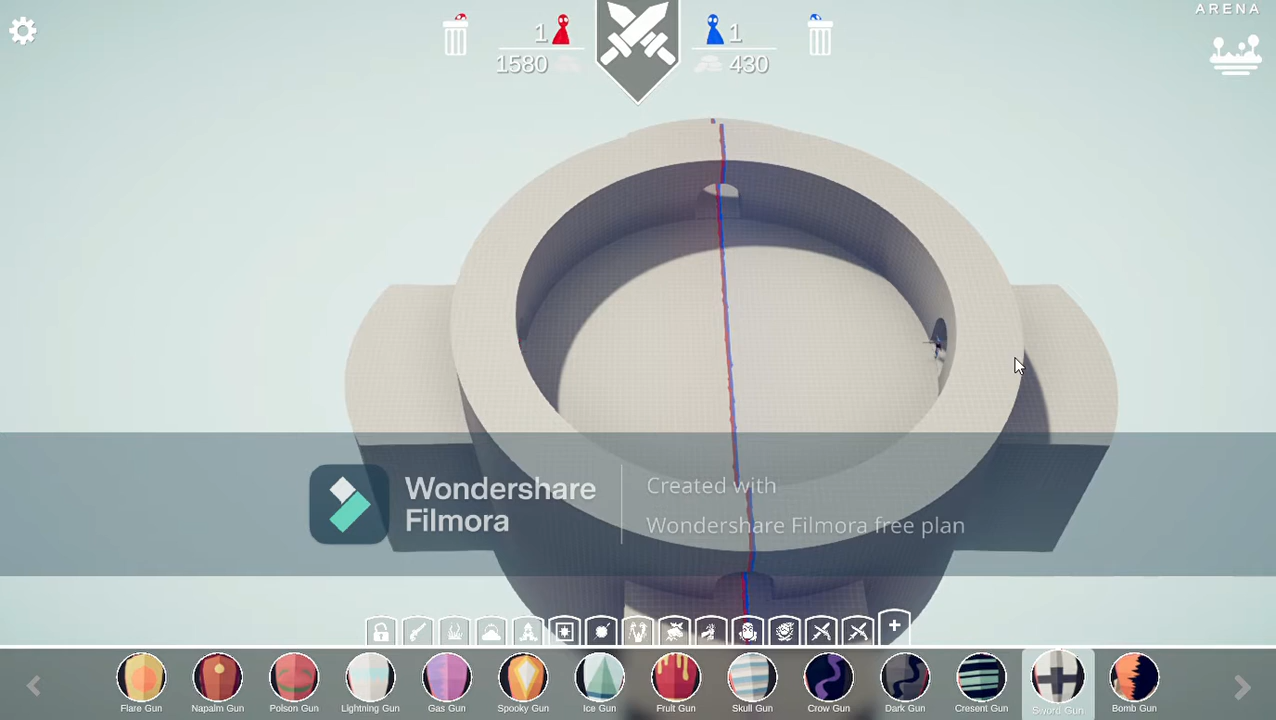 ARENA
1
1
1580
430
Wondershare
Filmora
Created with
Wondershare Filmora free plan
Flare Gun
Napalm Gun
Poison Gun
Lightning Gun
Gas Gun
Spooky Gun
Ice Gun
Fruit Gun
Skull Gun
Crow Gun
Dark Gun
Cresent Gun
Sword Gun
Bomb Gun